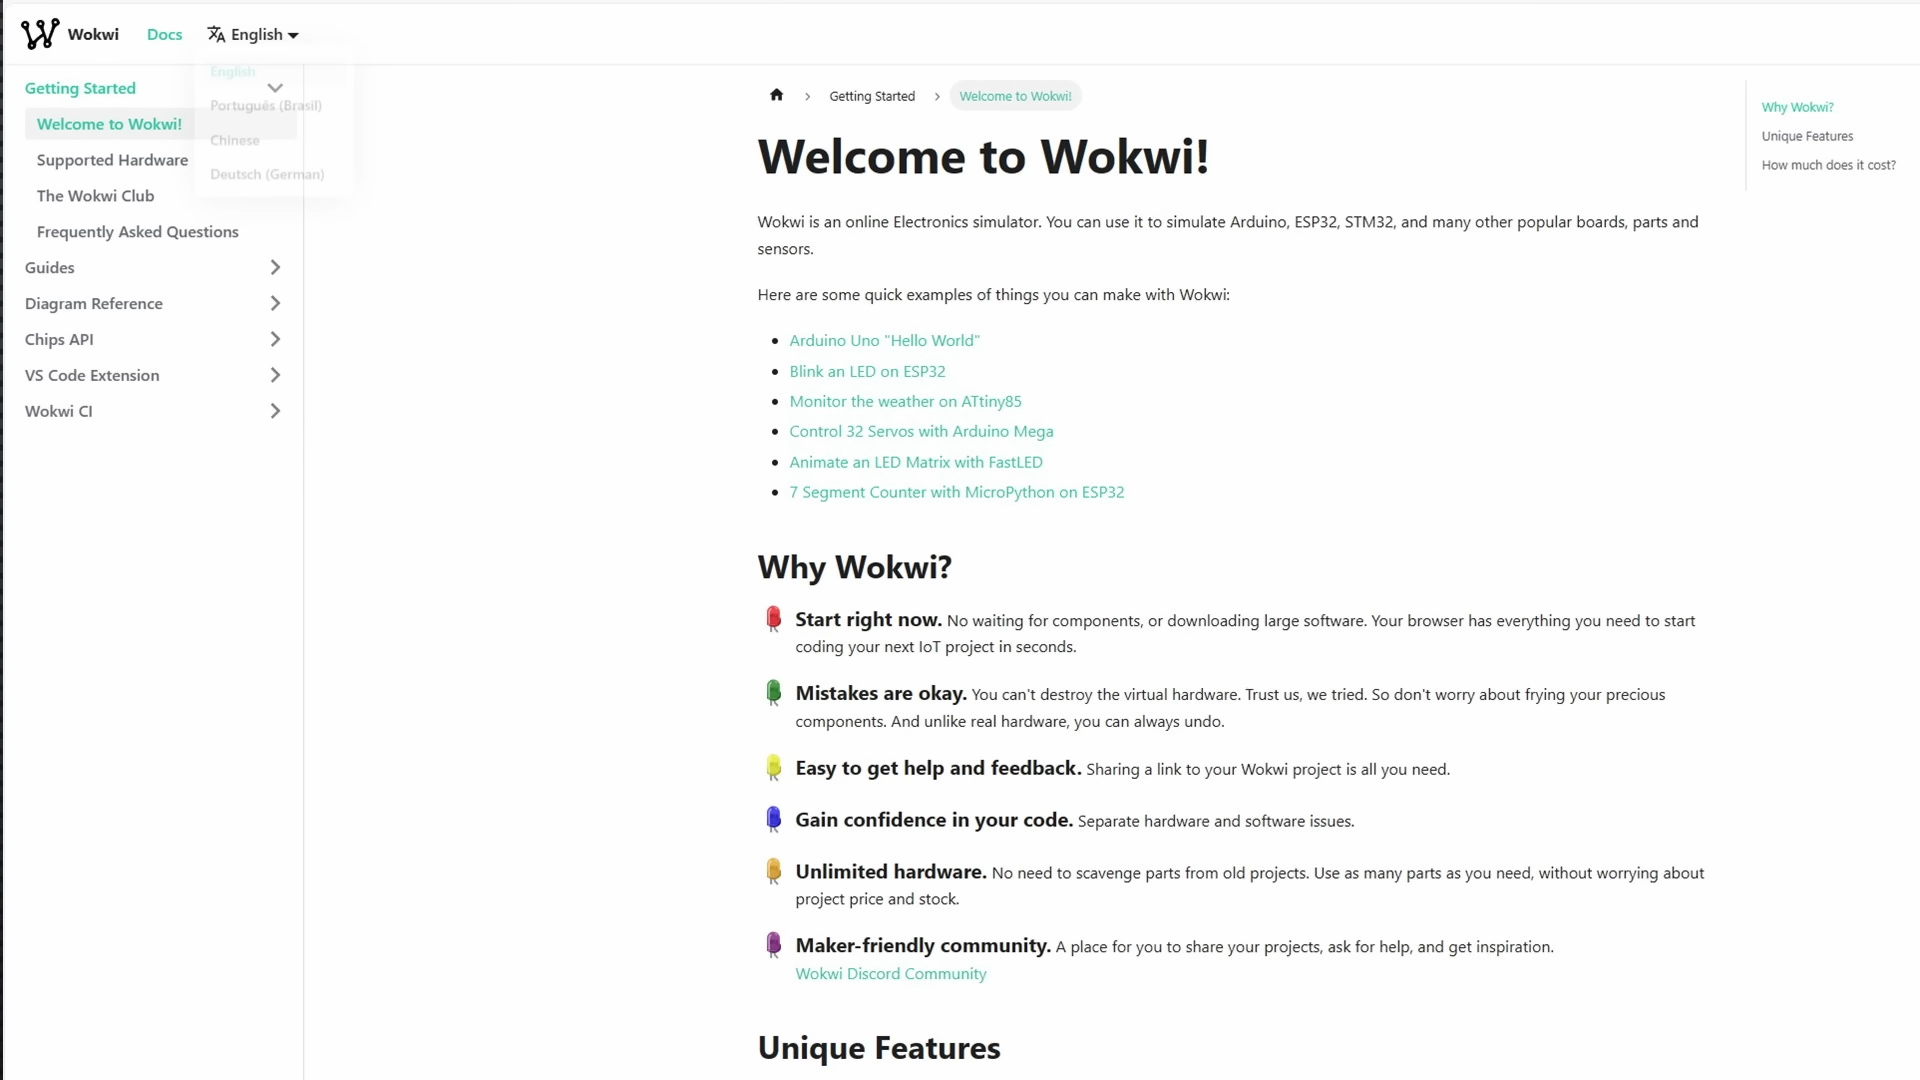 Wokwi
Docs
English
English
Português (Brasil)
Chinese
Deutsch (German)
Getting Started
Welcome to Wokwi!
Supported Hardware
The Wokwi Club
Frequently Asked Questions
Guides
Diagram Reference
Chips API
VS Code Extension
Wokwi CI
Getting Started
Welcome to Wokwi!
Welcome to Wokwi!
Wokwi is an online Electronics simulator. You can use it to simulate Arduino, ESP32, STM32, and many other popular boards, parts and
sensors.
Here are some quick examples of things you can make with Wokwi:
Arduino Uno "Hello World"
Blink an LED on ESP32
Monitor the weather on ATtiny85
Control 32 Servos with Arduino Mega
Animate an LED Matrix with FastLED
7 Segment Counter with MicroPython on ESP32
Why Wokwi?
Start right now. No waiting for components, or downloading large software. Your browser has everything you need to start
coding your next IoT project in seconds.
Mistakes are okay. You can't destroy the virtual hardware. Trust us, we tried. So don't worry about frying your precious
components. And unlike real hardware, you can always undo.
Easy to get help and feedback. Sharing a link to your Wokwi project is all you need.
Gain confidence in your code. Separate hardware and software issues.
Unlimited hardware. No need to scavenge parts from old projects. Use as many parts as you need, without worrying about
project price and stock.
Maker-friendly community. A place for you to share your projects, ask for help, and get inspiration.
Wokwi Discord Community
Unique Features
Why Wokwi?
Unique Features
How much does it cost?